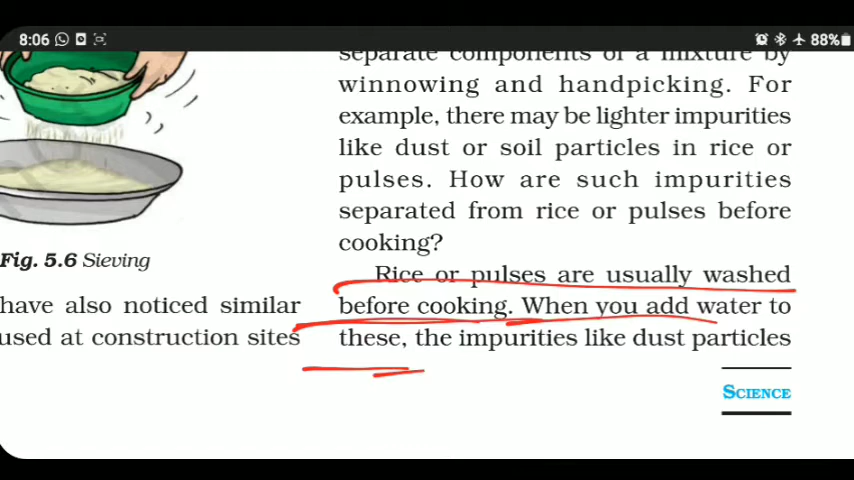 8:06
88%
separate components of a mixture by
winnowing and handpicking. For
example, there may be lighter impurities
like dust or soil particles in rice or
pulses. How are such impurities
separated from rice or pulses before
cooking?
Rice or pulses are usually washed
before cooking. When you add water to
these, the impurities like dust particles
Fig. 5.6 Sieving
have also noticed similar
used at construction sites
SCIENCE